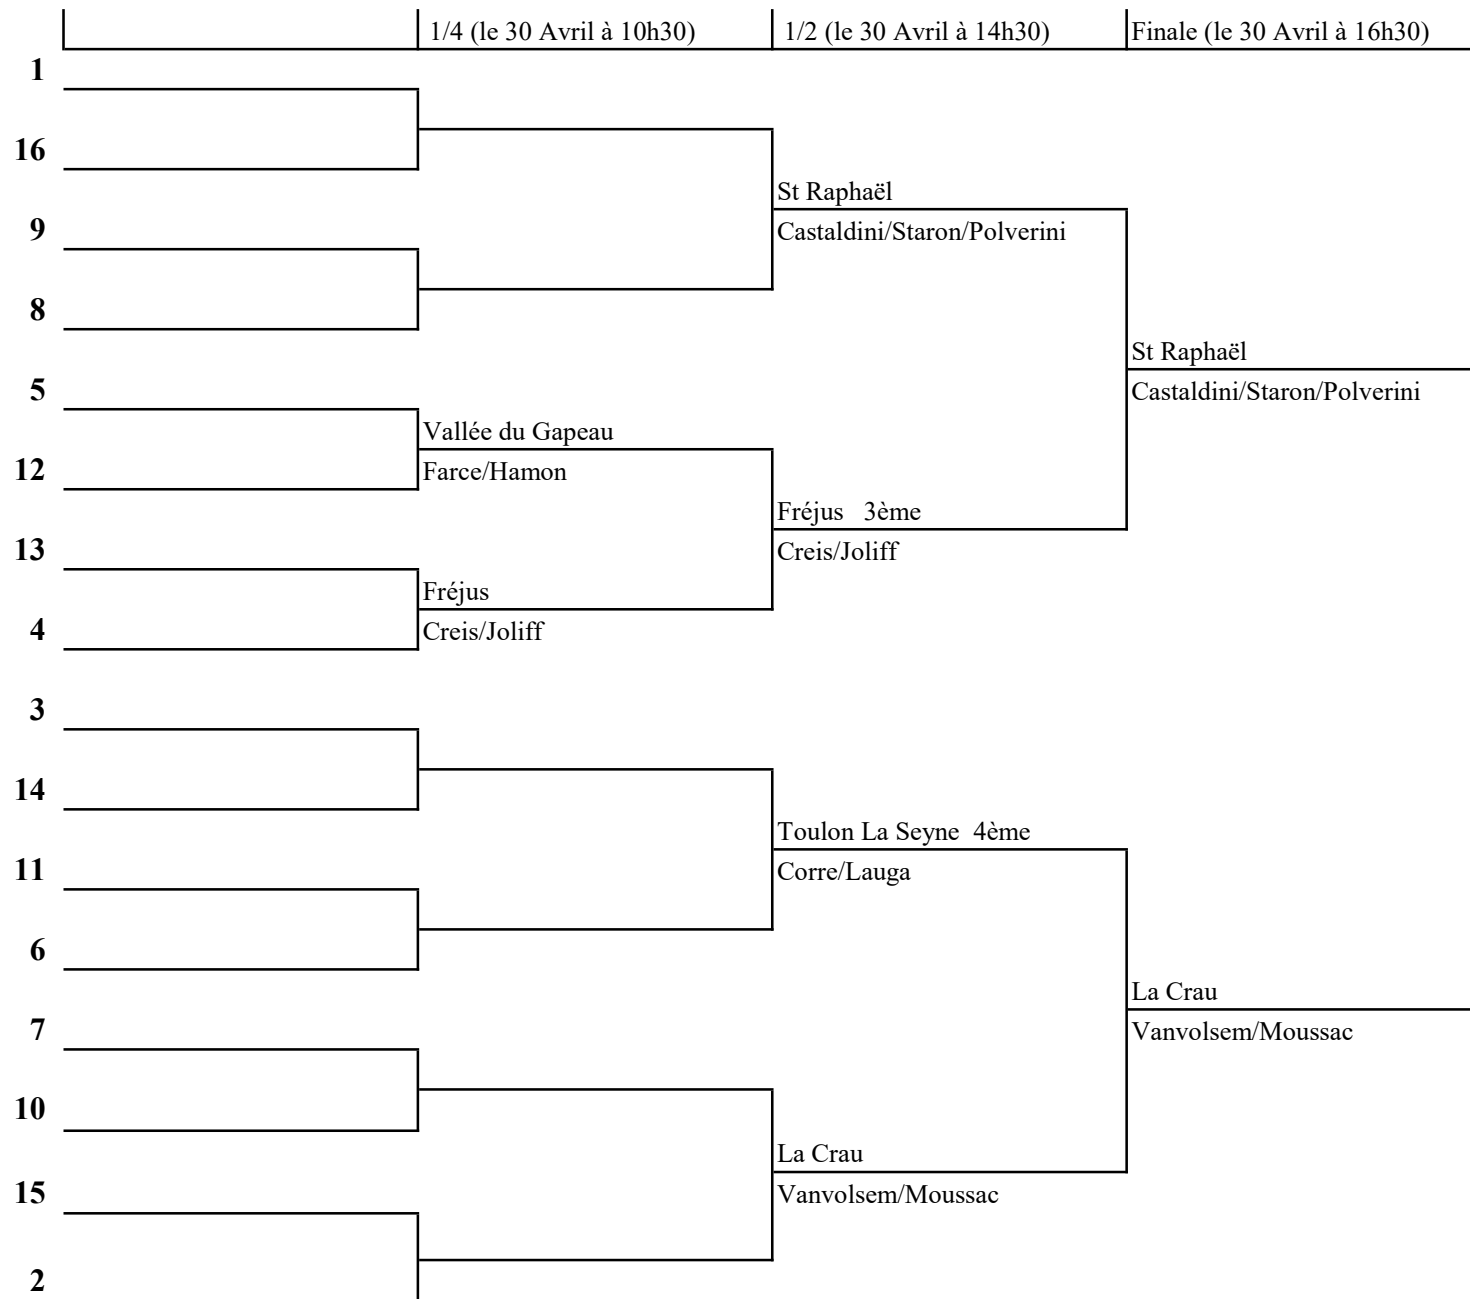 1/4 (le 30 Avril à 10h30)
1/2 (le 30 Avril à 14h30)
Finale (le 30 Avril à 16h30)
1
16
St Raphaël
9
Castaldini/Staron/Polverini
8
St Raphaël
5
Castaldini/Staron/Polverini
Vallée du Gapeau
12
Farce/Hamon
Fréjus 3ème
13
Creis/Joliff
Fréjus
4
Creis/Joliff
3
14
Toulon La Seyne 4ème
11
Corre/Lauga
6
La Crau
7
Vanvolsem/Moussac
10
La Crau
15
Vanvolsem/Moussac
2